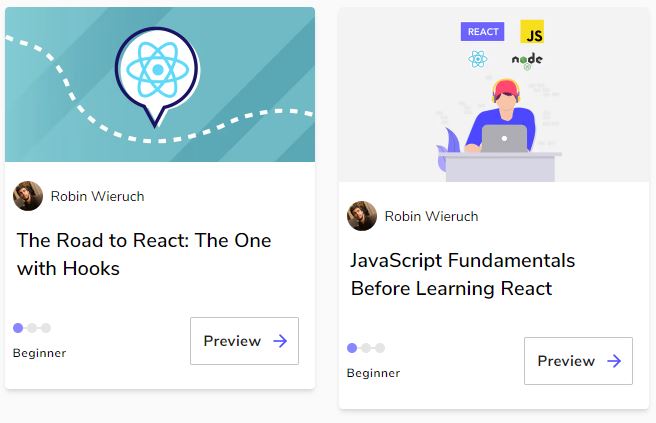 Robin Wieruch
The Road to React: The One
with Hooks
Beginner
Preview
REACT
JS
node
Robin Wieruch
JavaScript Fundamentals
Before Learning React
Beginner
Preview